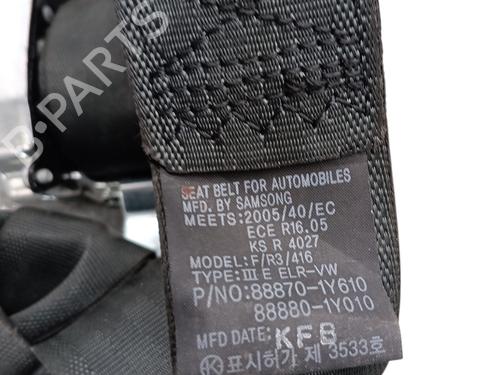 SEAT BELT FOR AUTOMOBILES
MFD. BY SAMSONG
MEETS:2005/40/EC
ECE R16.05
KS R 4027
MODEL:F/R3/416
TYPE:Ⅲ E ELR-VW
P/NO:88870-1Y610
88880-1Y010
MFD DATE: KFB
표시허가 제 3533호